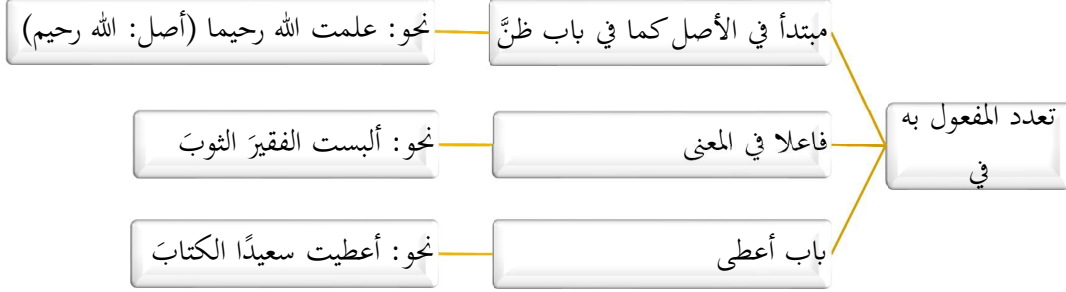 تعدد المفعول به
في
مبتدأ في الأصل كما في باب ظنَّ
نحو: علمت الله رحيما (أصل: الله رحيم)
فاعلا في المعنى
نحو: ألبست الفقيرَ الثوبَ
باب أعطى
نحو: أعطيت سعيدًا الكتابَ